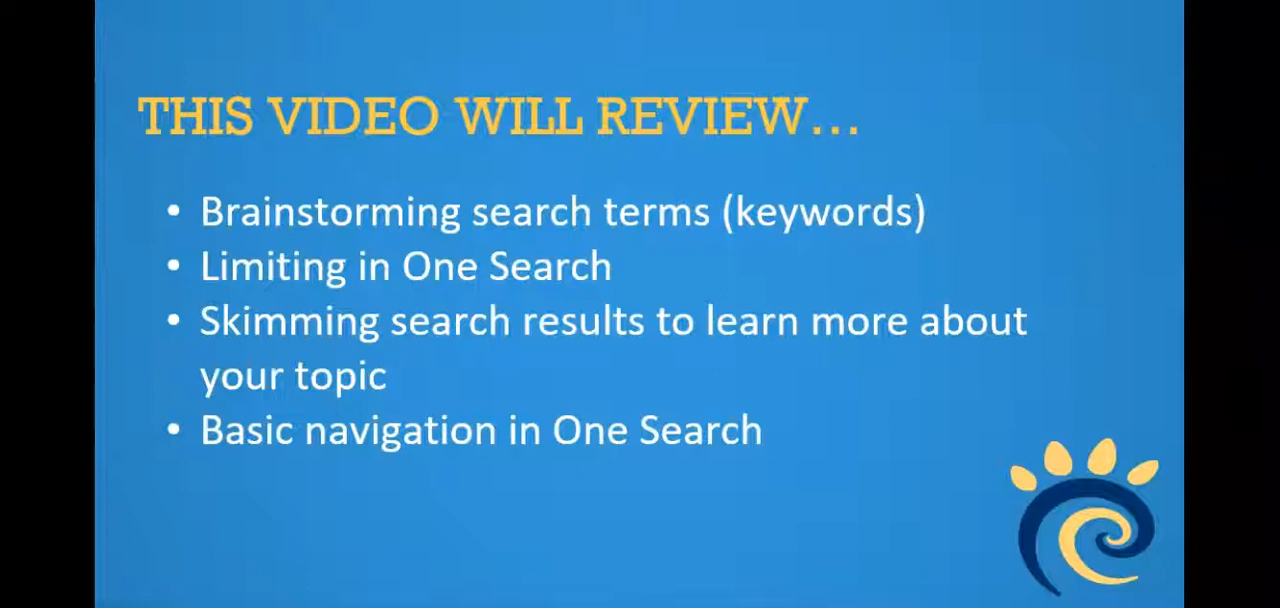 THIS VIDEO WILL REVIEW...
• Brainstorming search terms (keywords)
• Limiting in One Search
• Skimming search results to learn more about
your topic
• Basic navigation in One Search